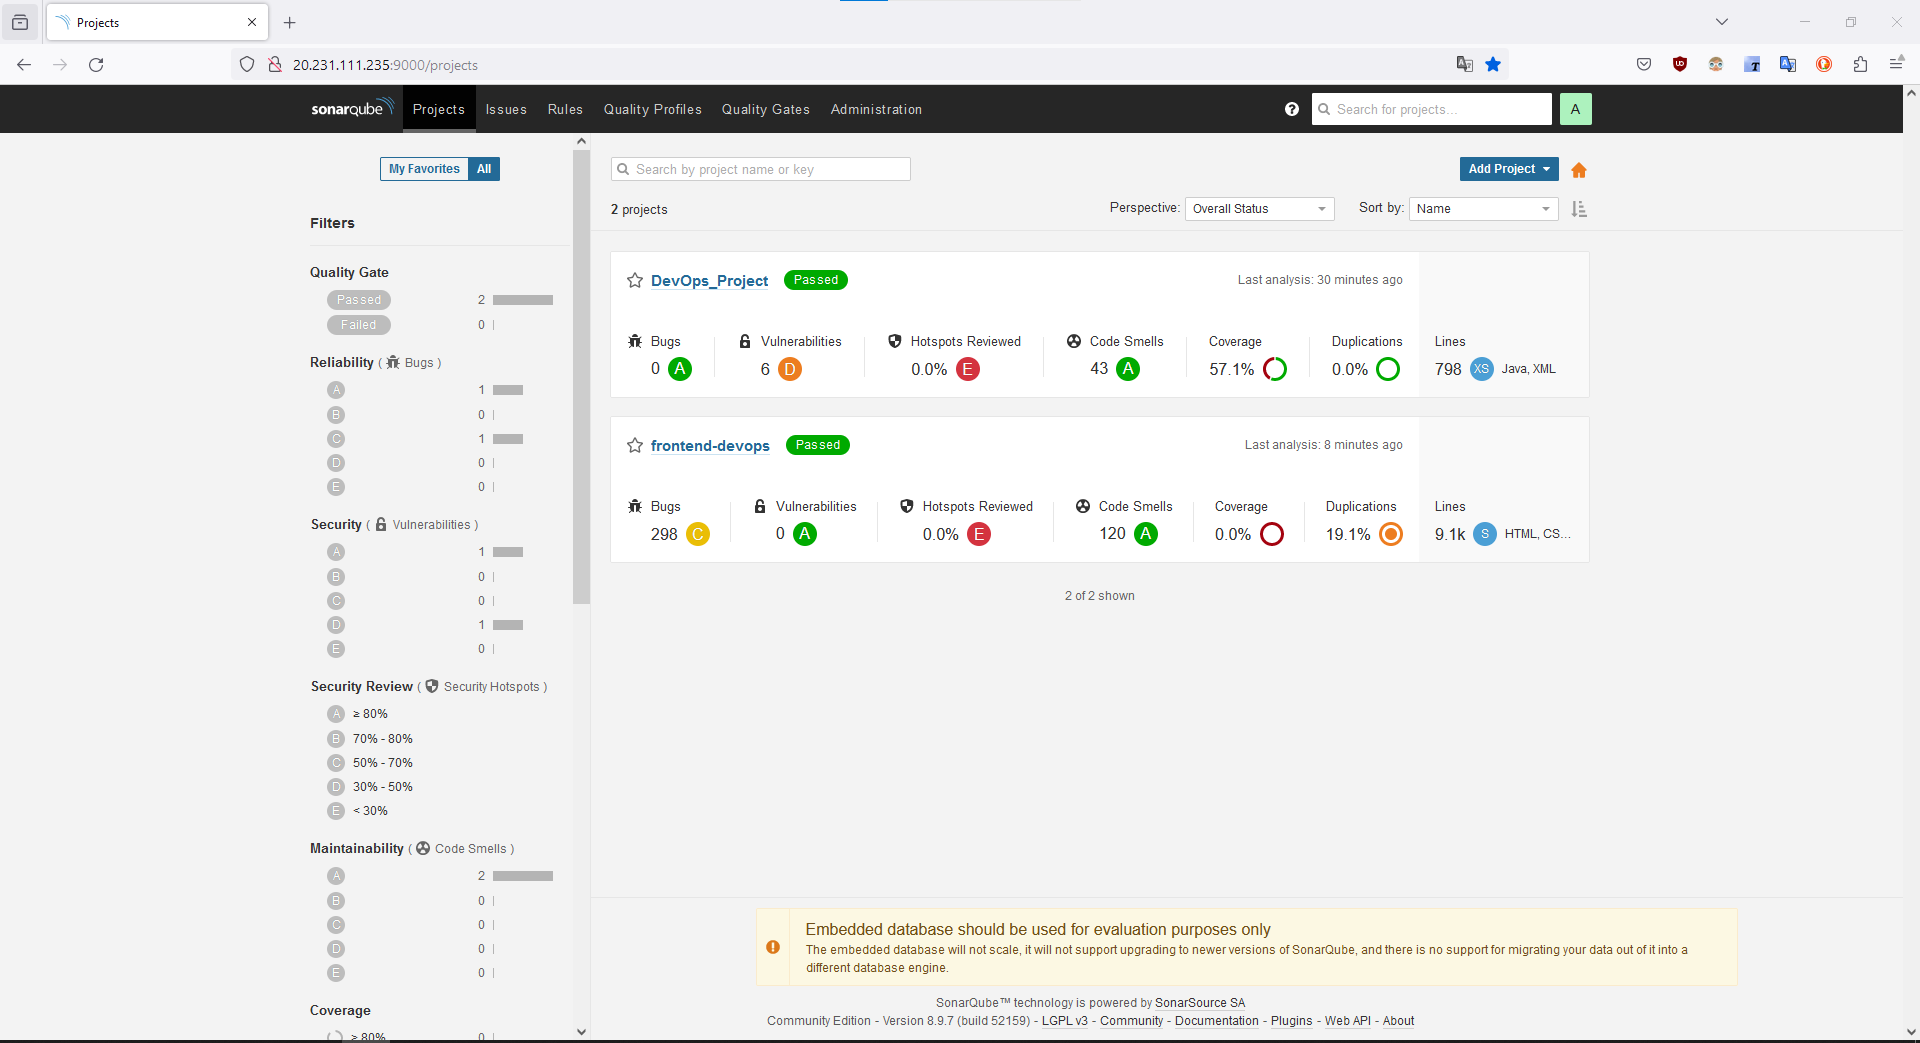 Projects
20.231.111.235:9000/projects
sonarqube Projects Issues Rules Quality Profiles Quality Gates Administration Search for projects... A
My Favorites All
Filters
Quality Gate
Passed 2
Failed 0
Reliability ( Bugs )
A 1
B 0
C 1
D 0
E 0
Security ( Vulnerabilities )
A 1
B 0
C 0
D 1
E 0
Security Review ( Security Hotspots )
A ≥ 80%
B 70% - 80%
C 50% - 70%
D 30% - 50%
E < 30%
Maintainability ( Code Smells )
A 2
B 0
C 0
D 0
E 0
Coverage
≥ 80% 0
Search by project name or key Add Project
2 projects Perspective: Overall Status Sort by: Name
DevOps_Project Passed Last analysis: 30 minutes ago
Bugs Vulnerabilities Hotspots Reviewed Code Smells Coverage Duplications Lines
0 A 6 D 0.0% E 43 A 57.1% 0.0% 798 XS Java, XML
frontend-devops Passed Last analysis: 8 minutes ago
Bugs Vulnerabilities Hotspots Reviewed Code Smells Coverage Duplications Lines
298 C 0 A 0.0% E 120 A 0.0% 19.1% 9.1k S HTML, CS...
2 of 2 shown
Embedded database should be used for evaluation purposes only
The embedded database will not scale, it will not support upgrading to newer versions of SonarQube, and there is no support for migrating your data out of it into a
different database engine.
SonarQube™ technology is powered by SonarSource SA
Community Edition - Version 8.9.7 (build 52159) - LGPL v3 - Community - Documentation - Plugins - Web API - About